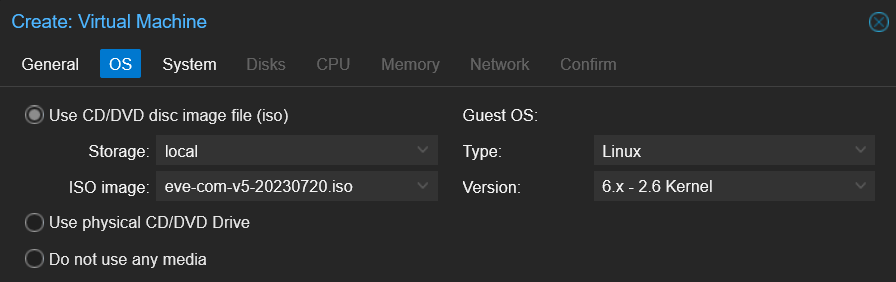 Create: Virtual Machine
General OS System Disks CPU Memory Network Confirm
Use CD/DVD disc image file (iso) Guest OS:
Storage: local Type: Linux
ISO image: eve-com-v5-20230720.iso Version: 6.x - 2.6 Kernel
Use physical CD/DVD Drive
Do not use any media